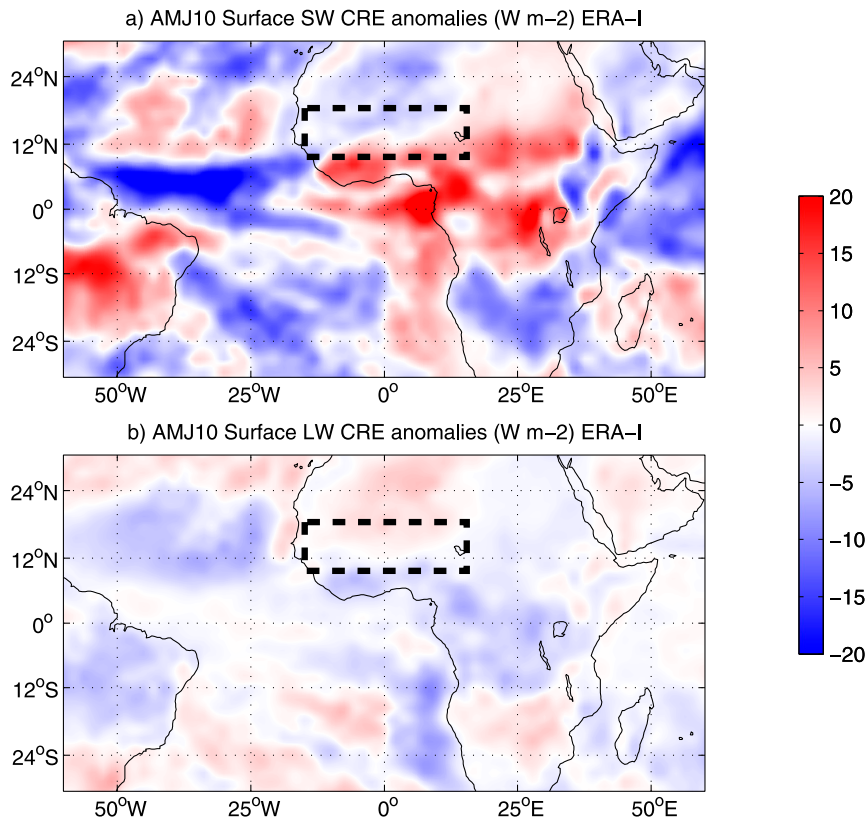 a) AMJ10 Surface SW CRE anomalies (W m−2) ERA−I
24°N
12°N
0°
12°S
24°S
50°W 25°W 0° 25°E 50°E
b) AMJ10 Surface LW CRE anomalies (W m−2) ERA−I
24°N
12°N
0°
12°S
24°S
50°W 25°W 0° 25°E 50°E
20
15
10
5
0
−5
−10
−15
−20